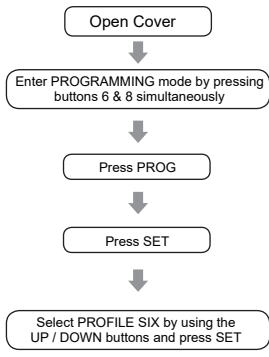 Open Cover
Enter PROGRAMMING mode by pressing
buttons 6 & 8 simultaneously
Press PROG
Press SET
Select PROFILE SIX by using the
UP / DOWN buttons and press SET